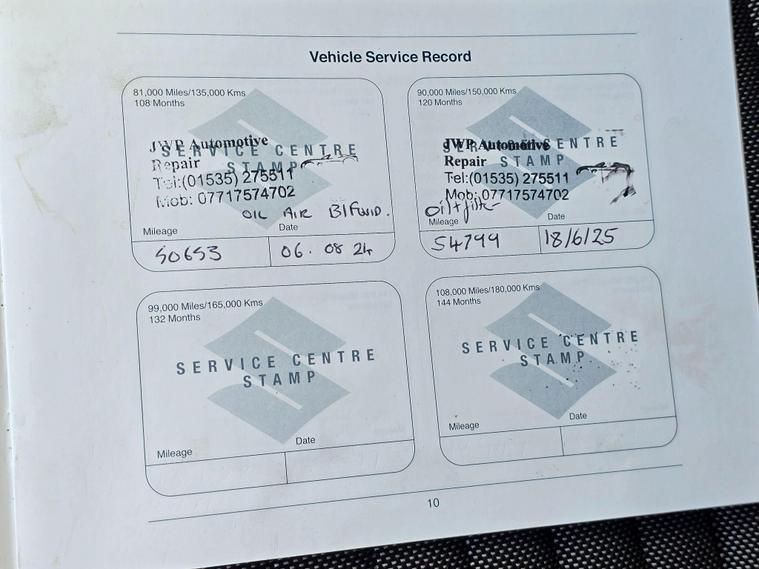 Vehicle Service Record
81,000 Miles/135,000 Kms
108 Months
SERVICE CENTRE
STAMP
JWP Automotive
Repair
Tel:(01535) 275511
Mob: 07717574702
OIL AIR B/FLUID.
Mileage
Date
50653
06. 08 24
90,000 Miles/150,000 Kms
120 Months
SERVICE CENTRE
STAMP
JWP Automotive
Repair
Tel:(01535) 275511
Mob: 07717574702
Oil + filter
Mileage
Date
54799
18/6/25
99,000 Miles/165,000 Kms
132 Months
SERVICE CENTRE
STAMP
Mileage
Date
108,000 Miles/180,000 Kms
144 Months
SERVICE CENTRE
STAMP
Mileage
Date
10